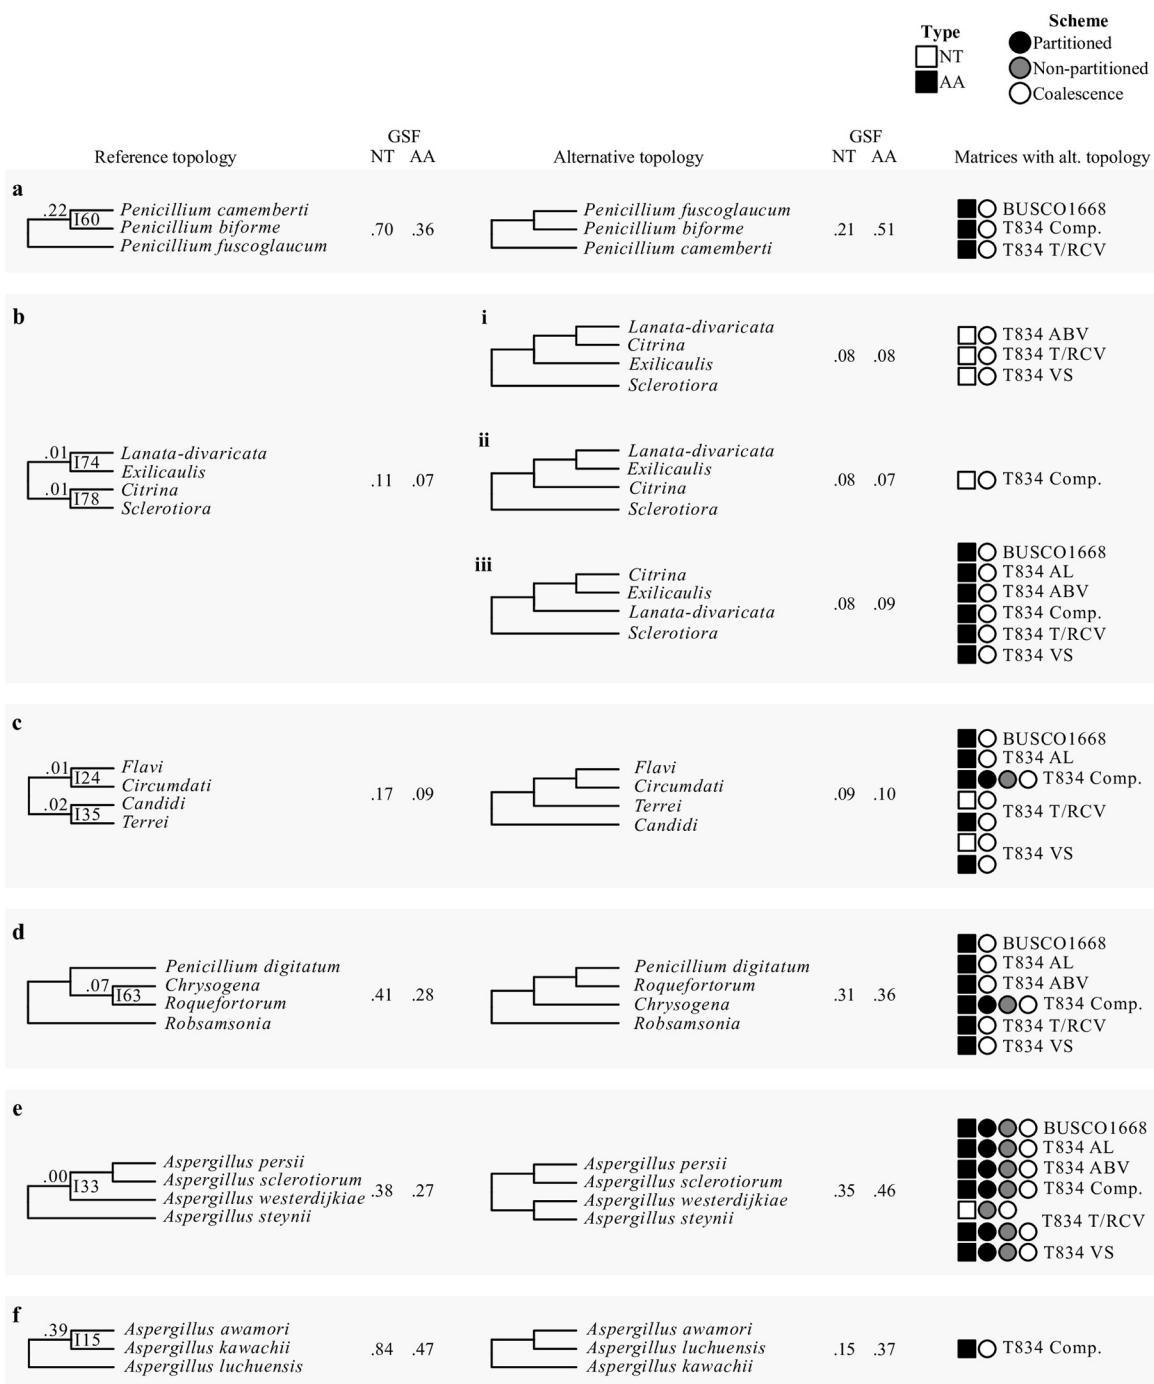 Type
NT
AA
Scheme
Partitioned
Non-partitioned
Coalescence
Reference topology
GSF
NT AA
Alternative topology
GSF
NT AA
Matrices with alt. topology
a
.22
I60
Penicillium camemberti
Penicillium biforme
Penicillium fuscoglaucum
.70 .36
Penicillium fuscoglaucum
Penicillium biforme
Penicillium camemberti
.21 .51
BUSCO1668
T834 Comp.
T834 T/RCV
b
.01
I74
Lanata-divaricata
Exilicaulis
.01
I78
Citrina
Sclerotiora
.11 .07
i
Lanata-divaricata
Citrina
Exilicaulis
Sclerotiora
.08 .08
T834 ABV
T834 T/RCV
T834 VS
ii
Lanata-divaricata
Exilicaulis
Citrina
Sclerotiora
.08 .07
T834 Comp.
iii
Citrina
Exilicaulis
Lanata-divaricata
Sclerotiora
.08 .09
BUSCO1668
T834 AL
T834 ABV
T834 Comp.
T834 T/RCV
T834 VS
c
.01
I24
Flavi
Circumdati
.02
I35
Candidi
Terrei
.17 .09
Flavi
Circumdati
Terrei
Candidi
.09 .10
BUSCO1668
T834 AL
T834 Comp.
T834 T/RCV
T834 VS
d
Penicillium digitatum
.07
I63
Chrysogena
Roquefortorum
Robsamsonia
.41 .28
Penicillium digitatum
Roquefortorum
Chrysogena
Robsamsonia
.31 .36
BUSCO1668
T834 AL
T834 ABV
T834 Comp.
T834 T/RCV
T834 VS
e
.00
I33
Aspergillus persii
Aspergillus sclerotiorum
Aspergillus westerdijkiae
Aspergillus steynii
.38 .27
Aspergillus persii
Aspergillus sclerotiorum
Aspergillus westerdijkiae
Aspergillus steynii
.35 .46
BUSCO1668
T834 AL
T834 ABV
T834 Comp.
T834 T/RCV
T834 VS
f
.39
I15
Aspergillus awamori
Aspergillus kawachii
Aspergillus luchuensis
.84 .47
Aspergillus awamori
Aspergillus luchuensis
Aspergillus kawachii
.15 .37
T834 Comp.